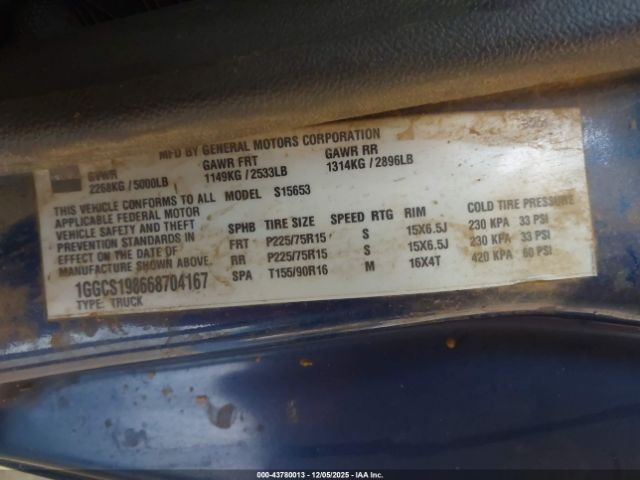 MFD BY GENERAL MOTORS CORPORATION
GVWR GAWR FRT GAWR RR
2268KG / 5000LB 1149KG / 2533LB 1314KG / 2896LB
THIS VEHICLE CONFORMS TO ALL MODEL S15653
APPLICABLE FEDERAL MOTOR
VEHICLE SAFETY AND THEFT
PREVENTION STANDARDS IN
EFFECT ON THE DATE OF
MANUFACTURE SHOWN ABOVE.
SPHB TIRE SIZE SPEED RTG RIM COLD TIRE PRESSURE
FRT P225/75R15 S 15X6.5J 230 KPA 33 PSI
RR P225/75R15 S 15X6.5J 230 KPA 33 PSI
SPA T155/90R16 M 16X4T 420 KPA 60 PSI
1GGCS198668704167
TYPE: TRUCK
000-43780013 - 12/05/2025 - IAA Inc.